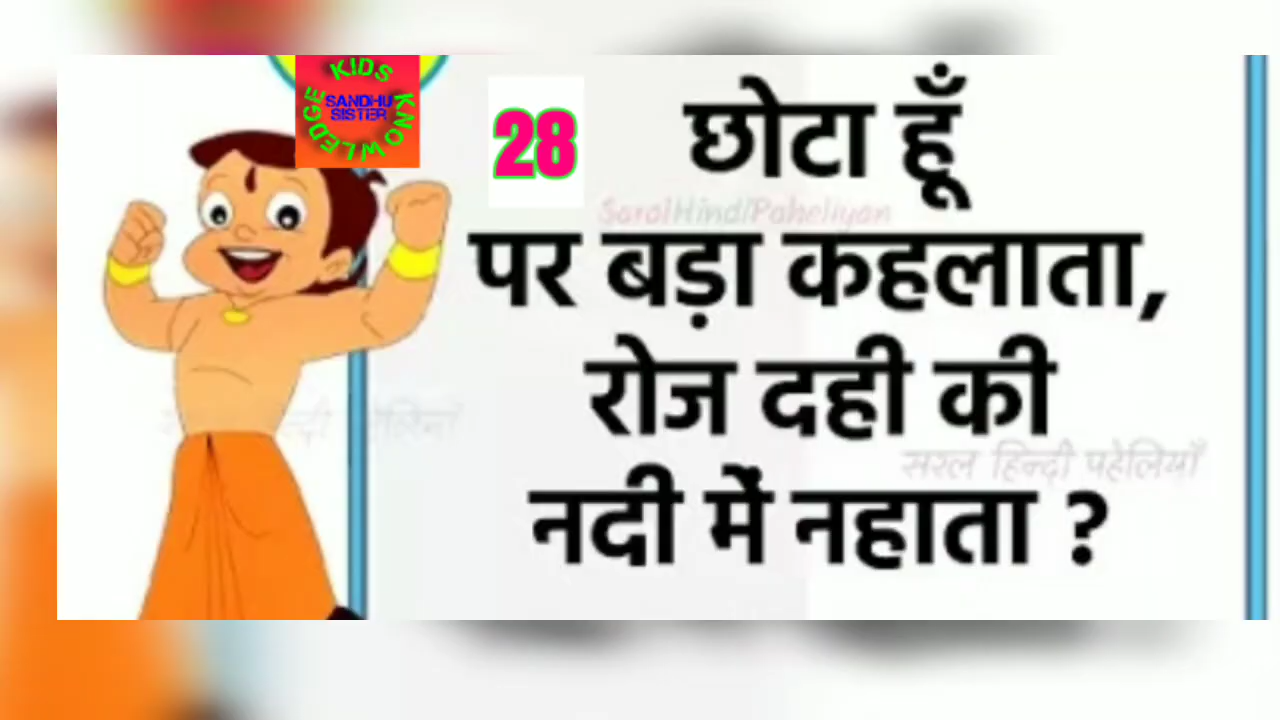 KIDS KNOWLEDGE
SANDHU
SISTER
28
छोटा हूँ
SaralHindiPaheliyan
पर बड़ा कहलाता,
रोज दही की
सरल हिन्दी पहेलियाँ
नदी में नहाता ?